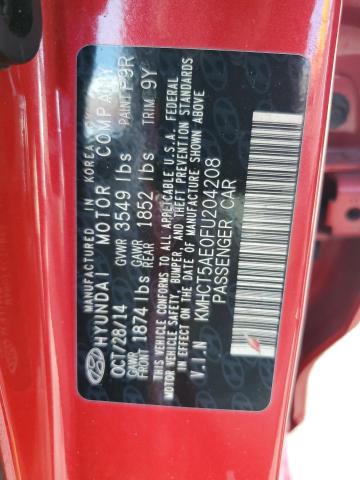 MANUFACTURED IN KOREA BY
HYUNDAI MOTOR COMPANY
OCT/28/14 GVWR 3549 lbs PAINT P9R
GAWR FRONT 1874 lbs GAWR REAR 1852 lbs TRIM 9Y
THIS VEHICLE CONFORMS TO ALL APPLICABLE U.S.A. FEDERAL
MOTOR VEHICLE SAFETY, BUMPER, AND THEFT PREVENTION STANDARDS
IN EFFECT ON THE DATE OF MANUFACTURE SHOWN ABOVE
V.I.N KMHCT5AE0FU204208
PASSENGER CAR